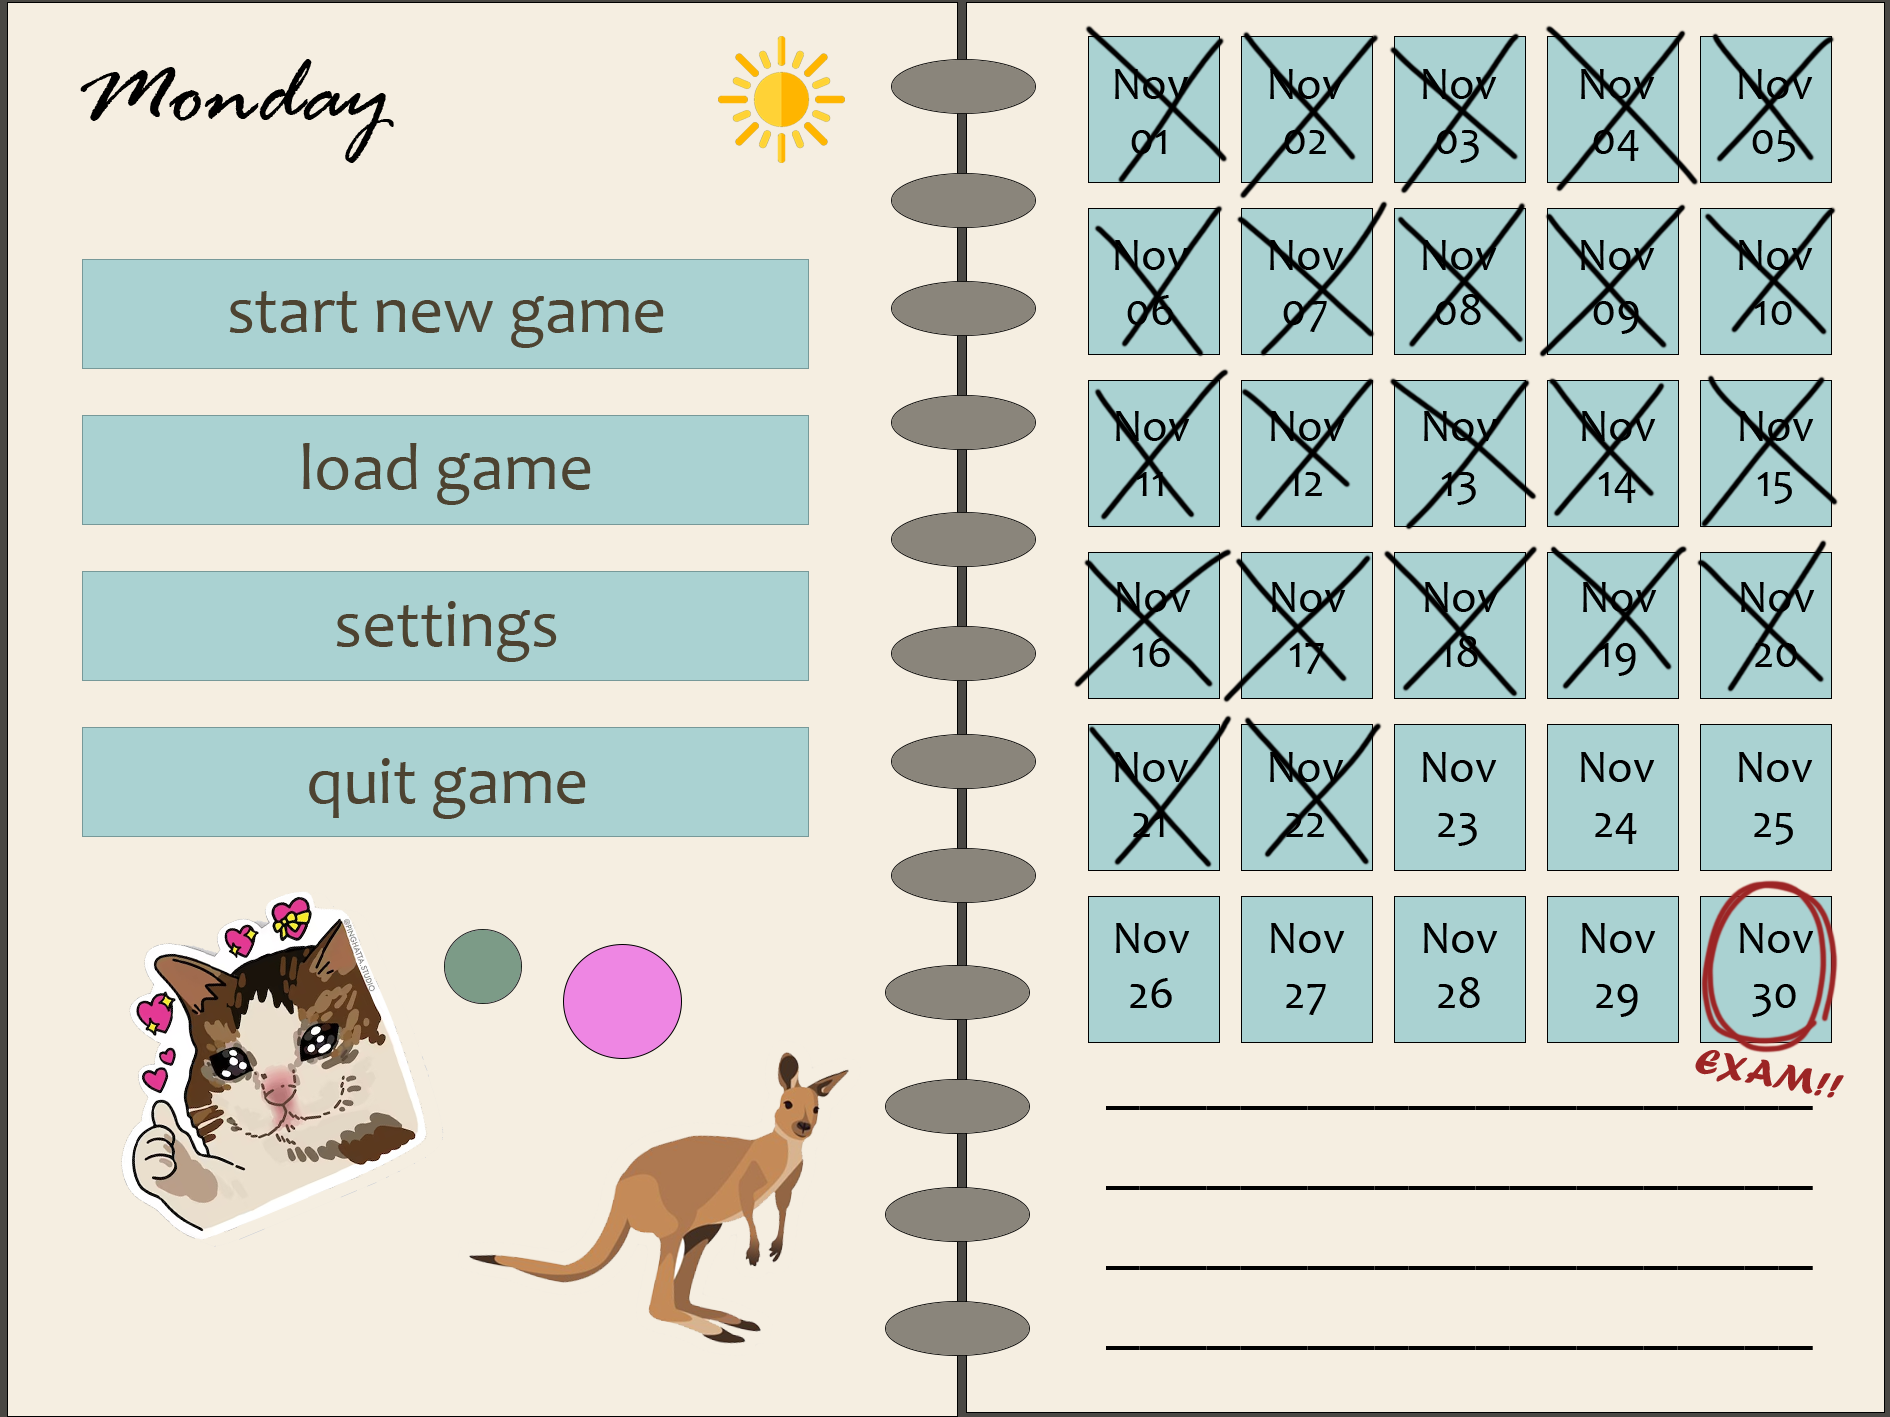 Monday
start new game
load game
settings
quit game
@PINGHATTA.STUDIO
Nov Nov Nov Nov Nov
01 02 03 04 05
Nov Nov Nov Nov Nov
06 07 08 09 10
Nov Nov Nov Nov Nov
11 12 13 14 15
Nov Nov Nov Nov Nov
16 17 18 19 20
Nov Nov Nov Nov Nov
21 22 23 24 25
Nov Nov Nov Nov Nov
26 27 28 29 30
EXAM!!